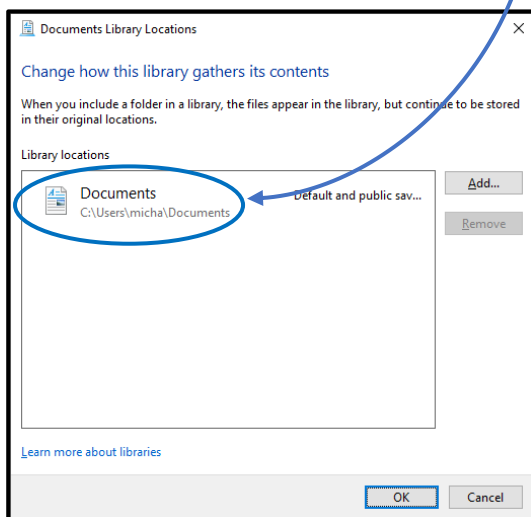 Documents Library Locations
Change how this library gathers its contents
When you include a folder in a library, the files appear in the library, but continue to be stored
in their original locations.
Library locations
Documents
Default and public sav...
C:\Users\micha\Documents
Add...
Remove
Learn more about libraries
OK
Cancel